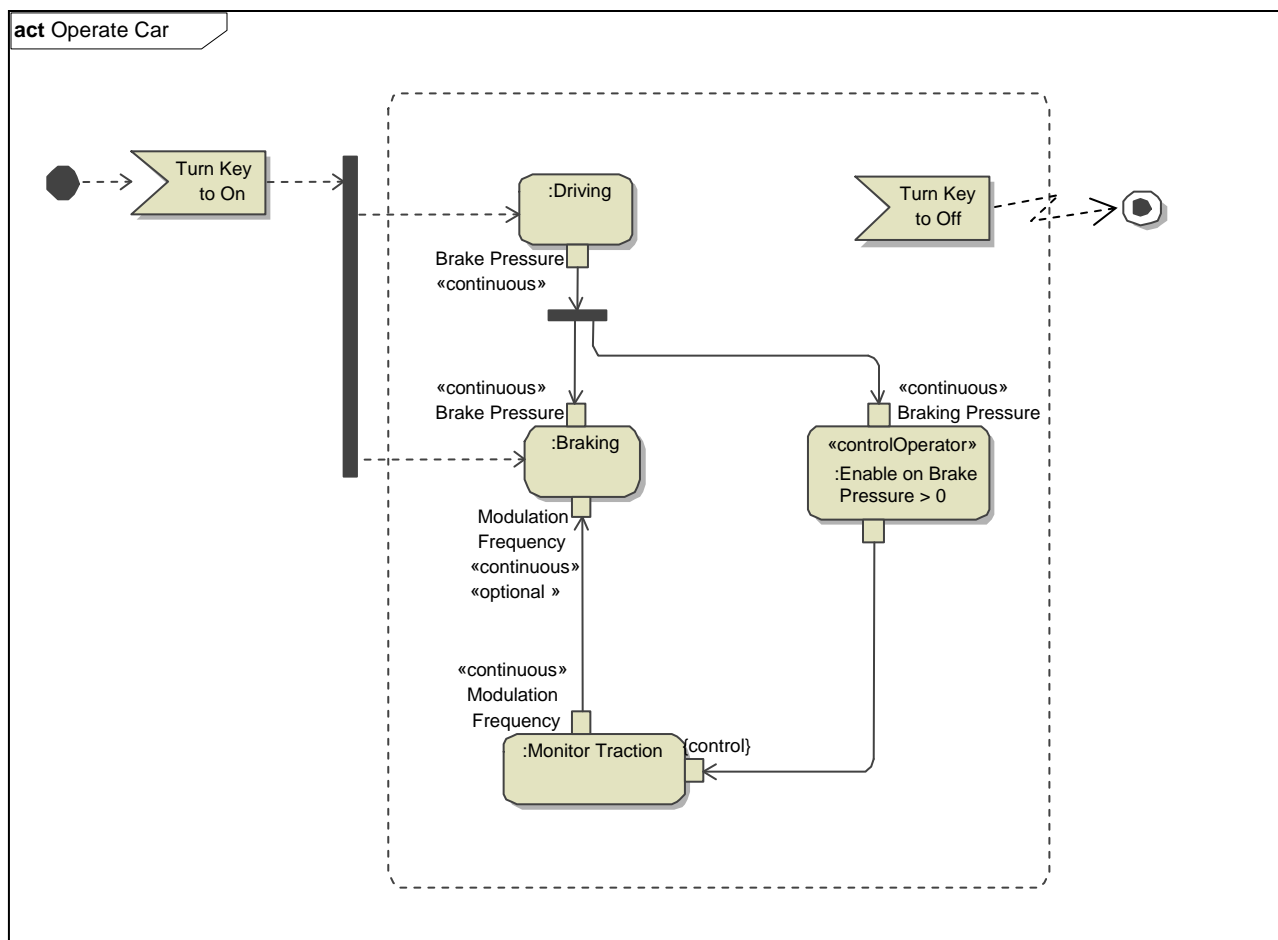 act Operate Car
Turn Key
to On
:Driving
Turn Key
to Off
Brake Pressure
«continuous»
«continuous»
Brake Pressure
«continuous»
Braking Pressure
:Braking
«controlOperator»
:Enable on Brake
Pressure > 0
Modulation
Frequency
«continuous»
«optional »
«continuous»
Modulation
Frequency
:Monitor Traction
{control}